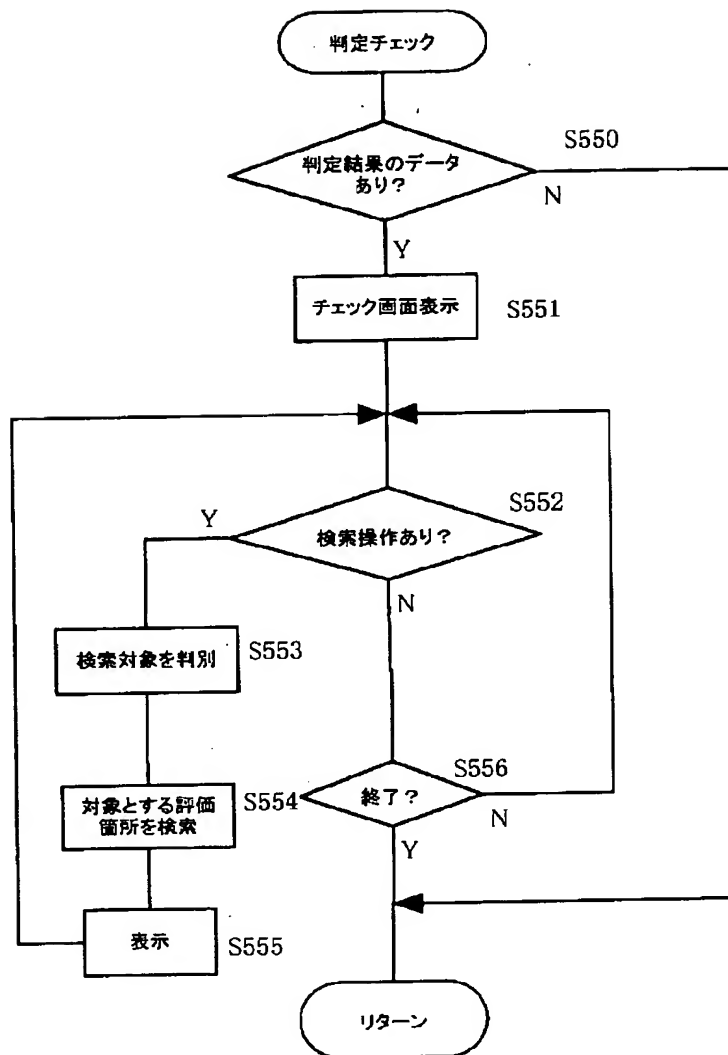 判定チェック
S550
判定結果のデータ
あり？
N
Y
チェック画面表示
S551
S552
Y
検索操作あり？
N
検索対象を判別
S553
S556
終了？
N
対象とする評価
箇所を検索
S554
Y
表示
S555
リターン